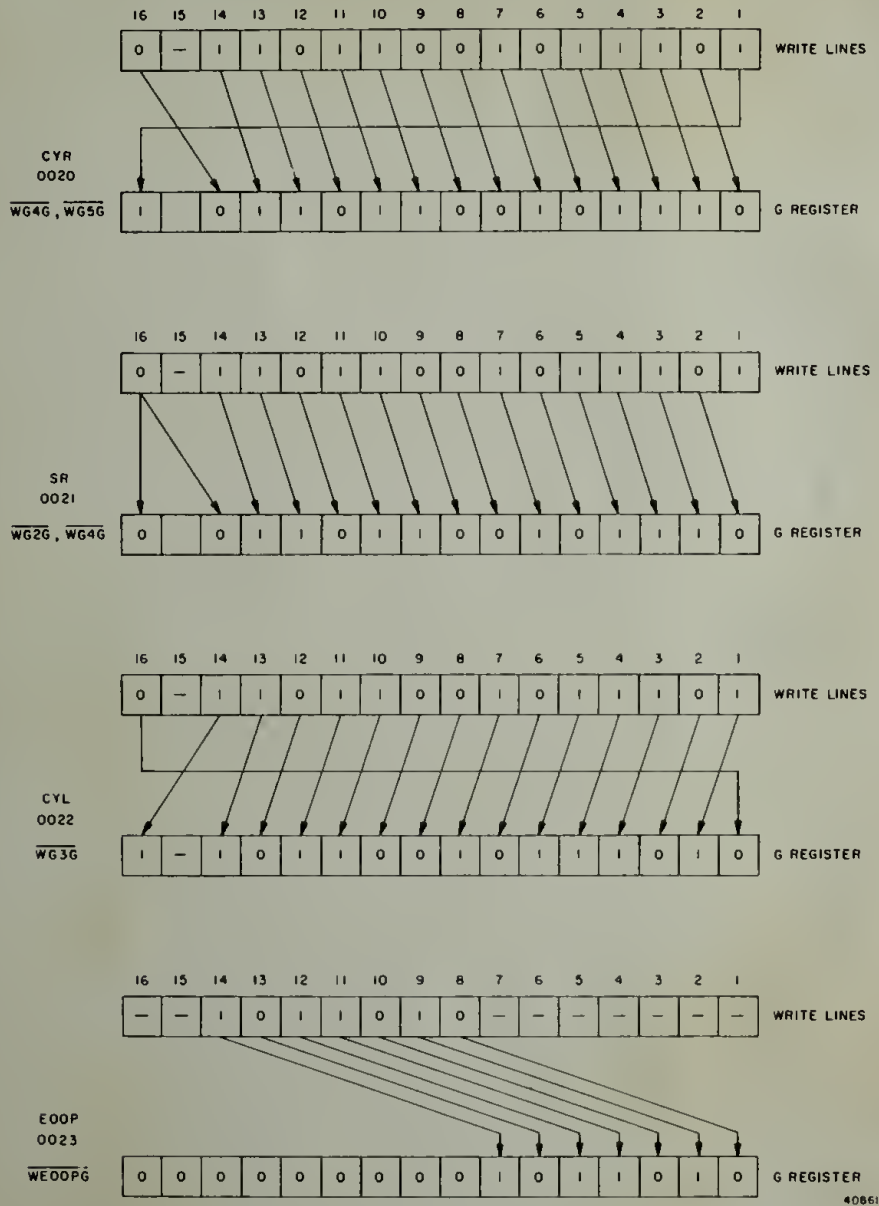 16 15 14 13 12 11 10 9 8 7 6 5 4 3 2 1
0 - 1 1 0 1 1 0 0 1 0 1 1 1 0 1 WRITE LINES
CYR
0020
WG4G, WG5G
1 0 1 1 0 1 1 0 0 1 0 1 1 1 0 G REGISTER
16 15 14 13 12 11 10 9 8 7 6 5 4 3 2 1
0 - 1 1 0 1 1 0 0 1 0 1 1 1 0 1 WRITE LINES
SR
0021
WG2G, WG4G
0 0 1 1 0 1 1 0 0 1 0 1 1 1 0 G REGISTER
16 15 14 13 12 11 10 9 8 7 6 5 4 3 2 1
0 - 1 1 0 1 1 0 0 1 0 1 1 1 0 1 WRITE LINES
CYL
0022
WG3G
1 - 1 0 1 1 0 0 1 0 1 1 1 0 1 0 G REGISTER
16 15 14 13 12 11 10 9 8 7 6 5 4 3 2 1
- - 1 0 1 1 0 1 0 - - - - - - - WRITE LINES
EOOP
0023
WEOOPG
0 0 0 0 0 0 0 0 0 1 0 1 1 0 1 0 G REGISTER
40861